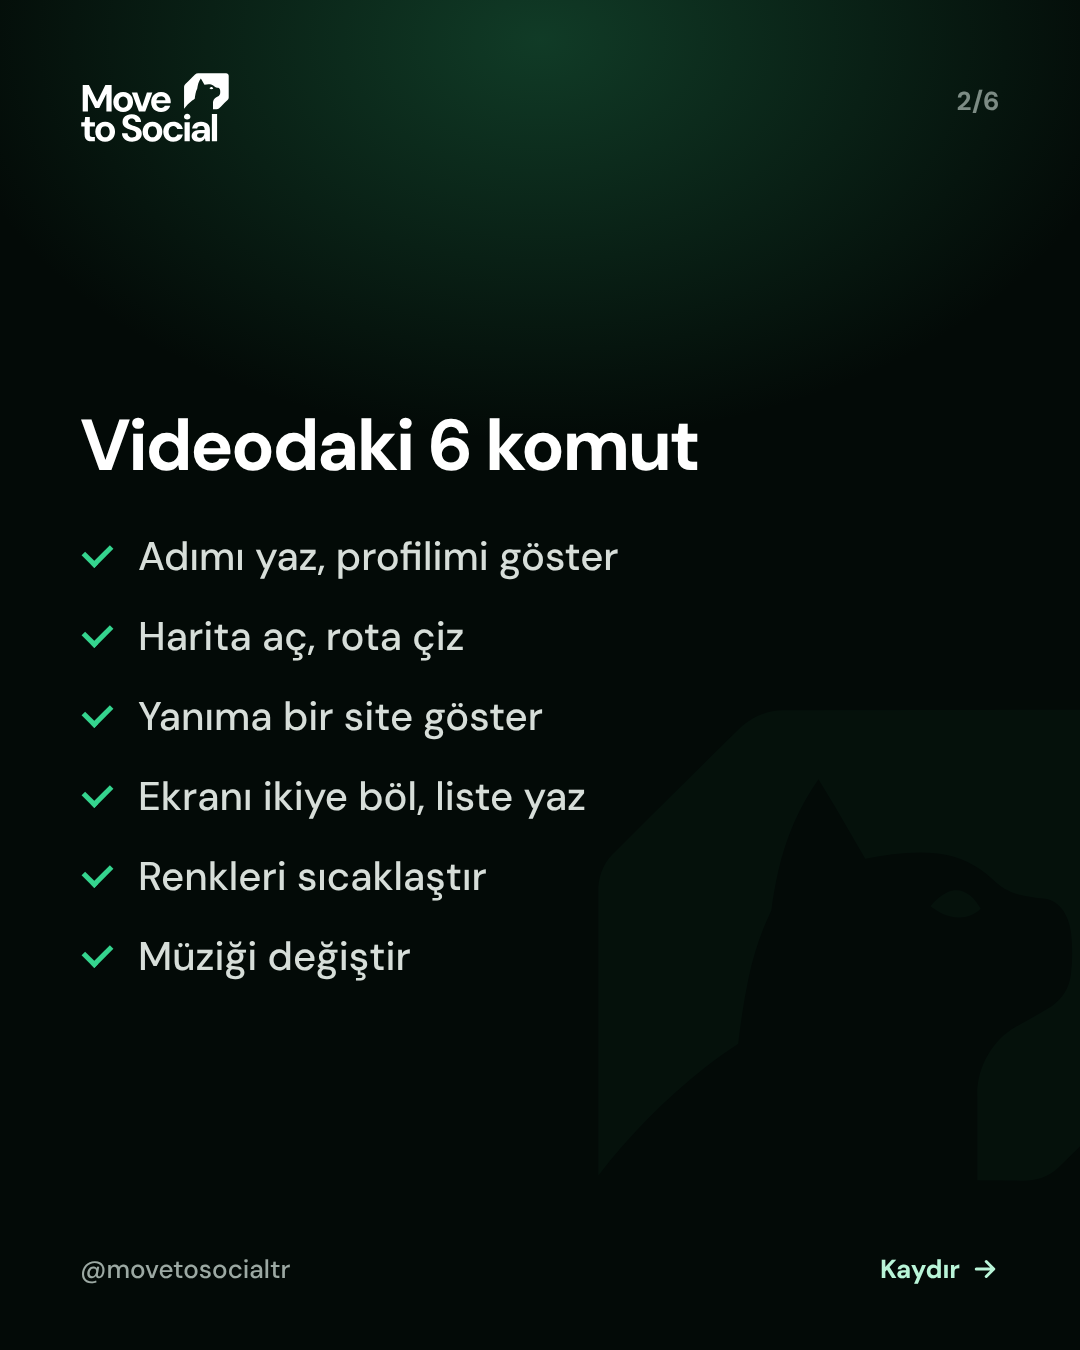 Move
to Social
2/6
Videodaki 6 komut
Adımı yaz, profilimi göster
Harita aç, rota çiz
Yanıma bir site göster
Ekranı ikiye böl, liste yaz
Renkleri sıcaklaştır
Müziği değiştir
@movetosocialtr
Kaydır →